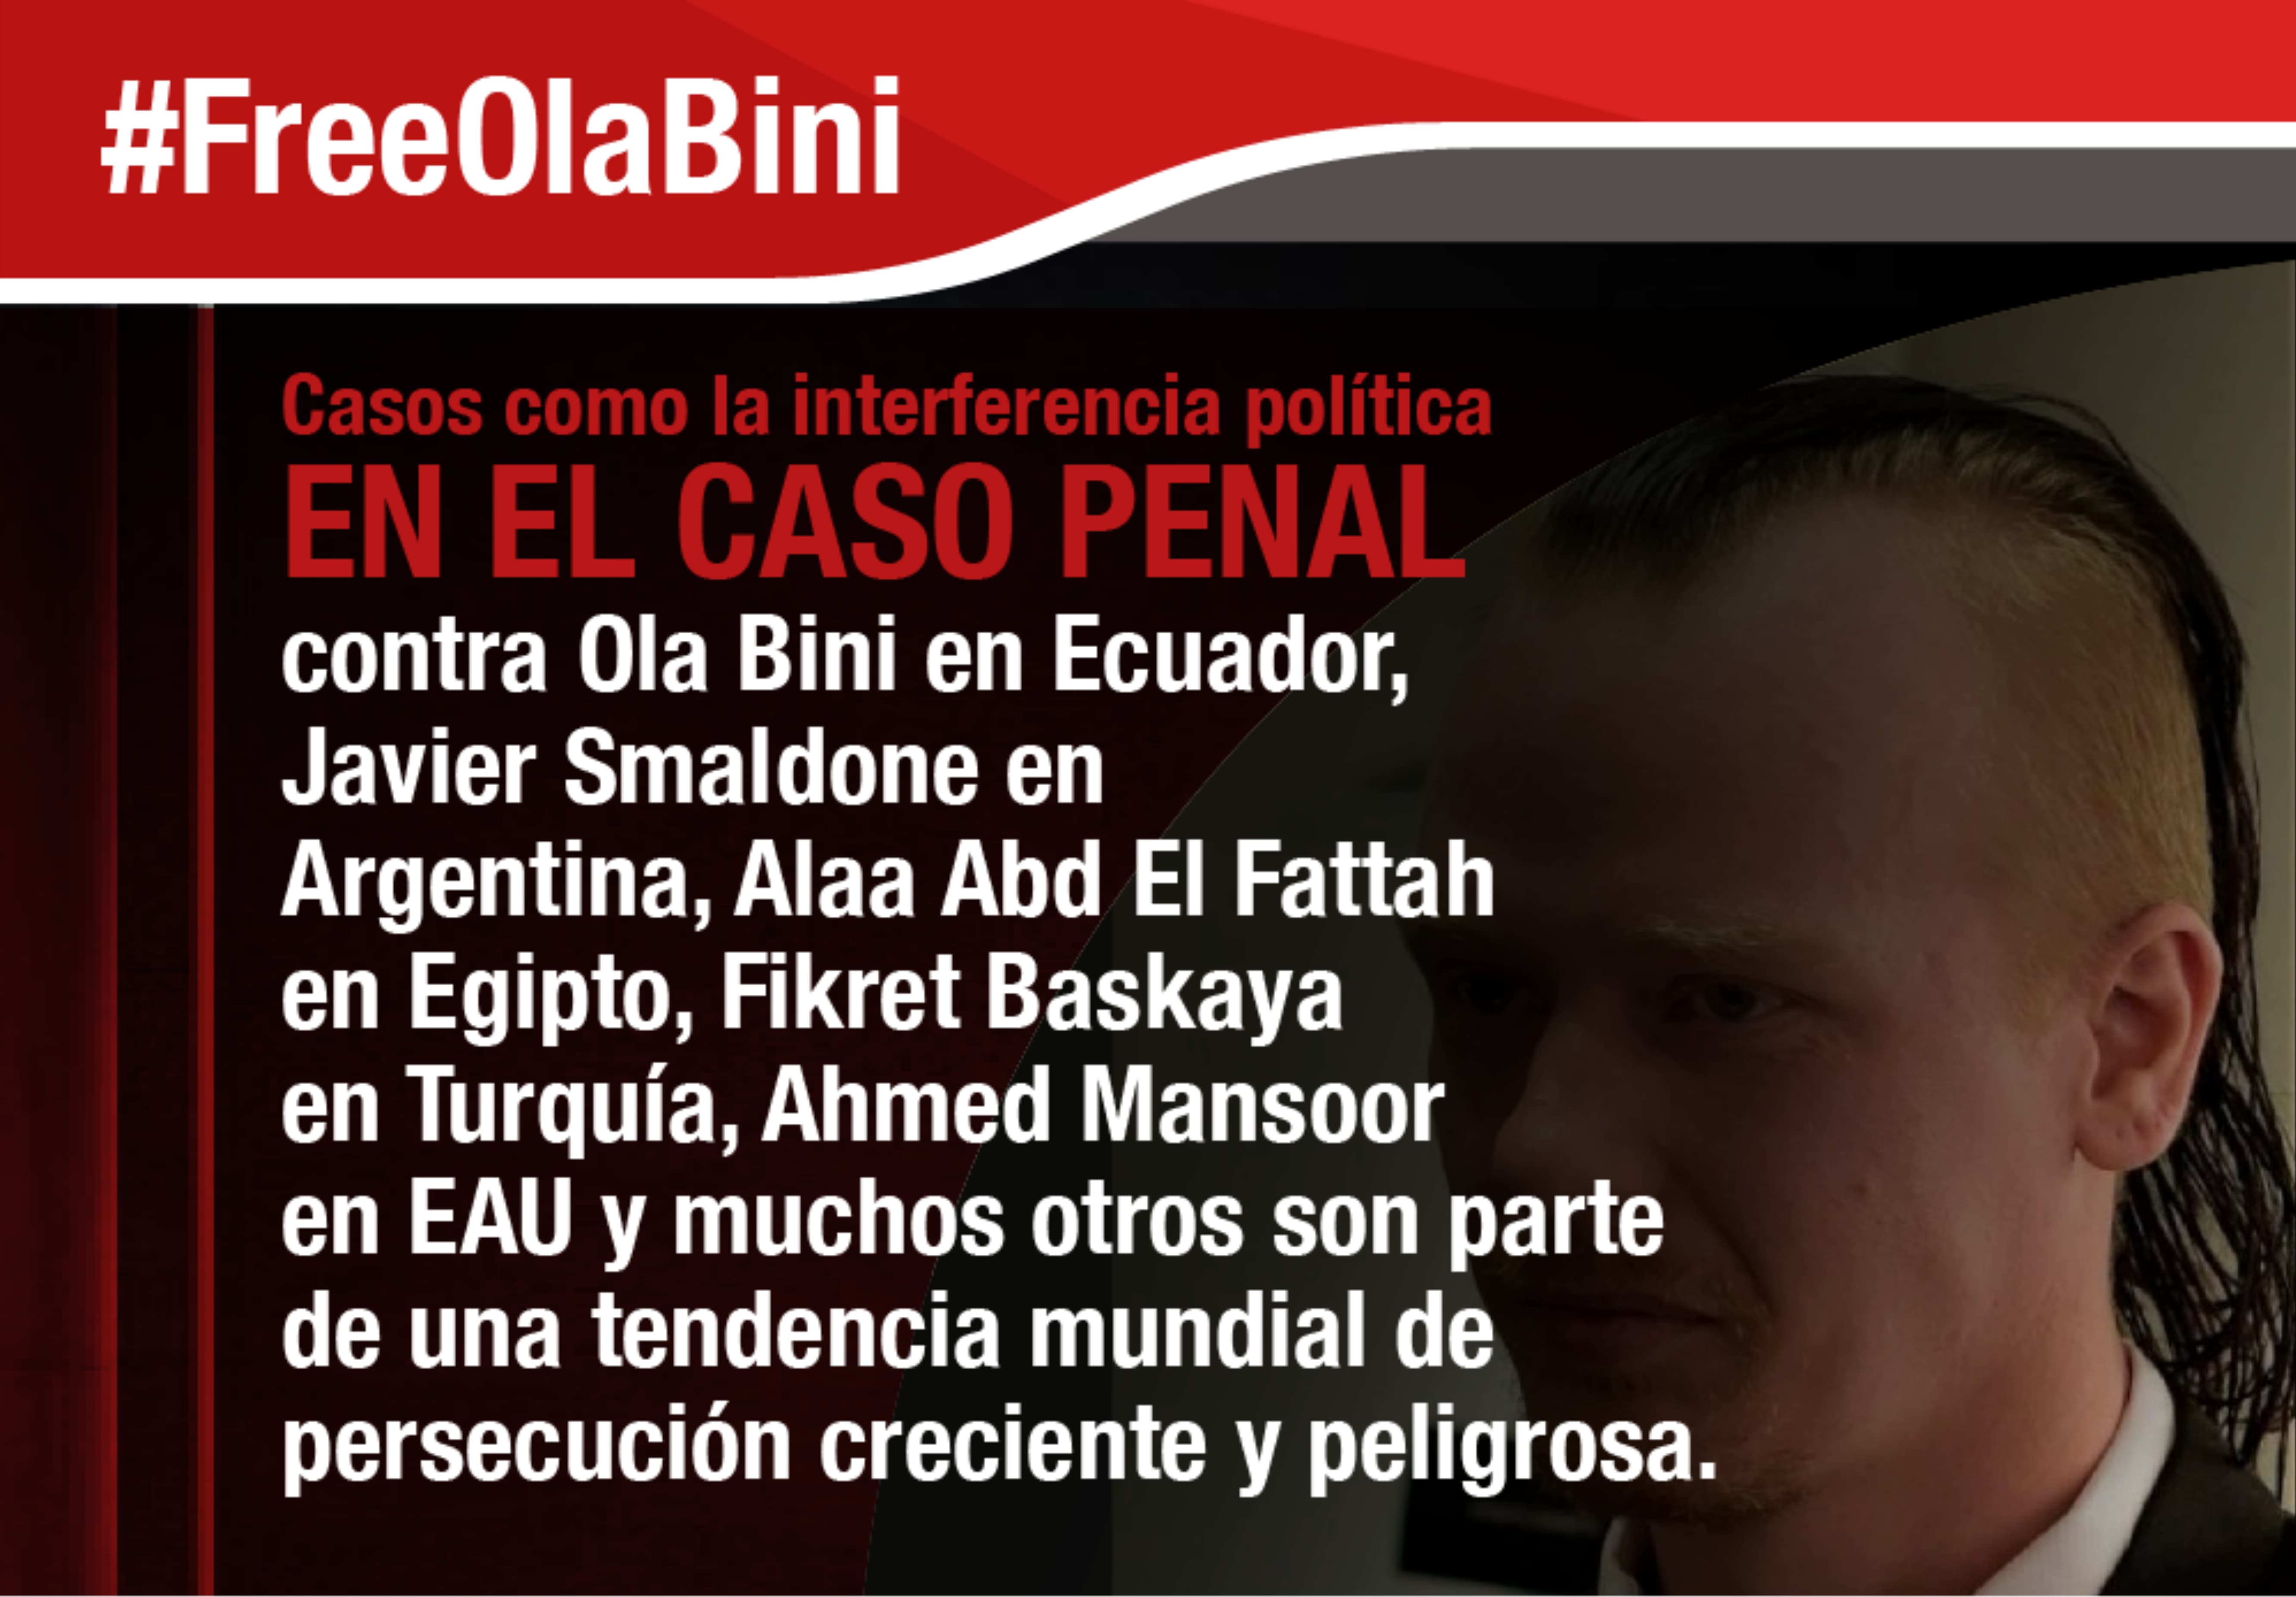 #FreeOlaBini
Casos como la interferencia política
EN EL CASO PENAL
contra Ola Bini en Ecuador,
Javier Smaldone en
Argentina, Alaa Abd El Fattah
en Egipto, Fikret Baskaya
en Turquía, Ahmed Mansoor
en EAU y muchos otros son parte
de una tendencia mundial de
persecución creciente y peligrosa.